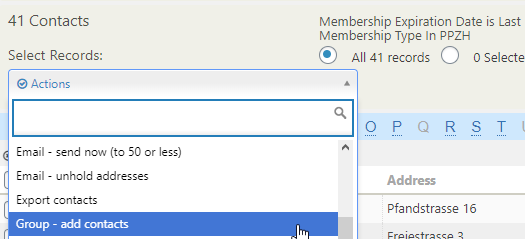 41 Contacts
Membership Expiration Date is Last
Membership Type In PPZH
Select Records:
All 41 records
0 Selecte
Actions
O P Q R S T U
Email - send now (to 50 or less)
Email - unhold addresses
Export contacts
Group - add contacts
Address
Pfandstrasse 16
Freiestrasse 3